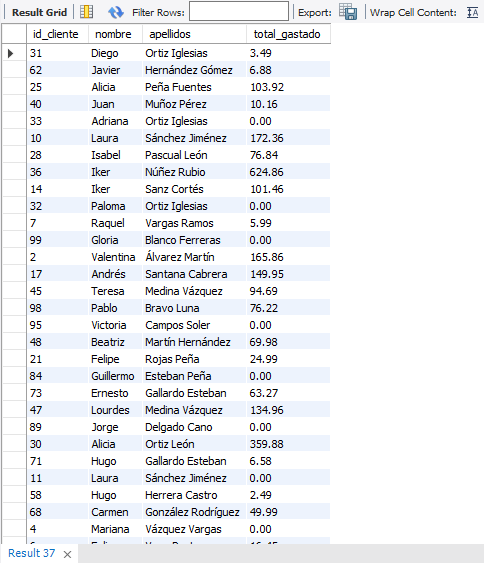 Result Grid Filter Rows: Export: Wrap Cell Content:
id_cliente nombre apellidos total_gastado
31 Diego Ortiz Iglesias 3.49
62 Javier Hernández Gómez 6.88
25 Alicia Peña Fuentes 103.92
40 Juan Muñoz Pérez 10.16
33 Adriana Ortiz Iglesias 0.00
10 Laura Sánchez Jiménez 172.36
28 Isabel Pascual León 76.84
36 Iker Núñez Rubio 624.86
14 Iker Sanz Cortés 101.46
32 Paloma Ortiz Iglesias 0.00
7 Raquel Vargas Ramos 5.99
99 Gloria Blanco Ferreras 0.00
2 Valentina Álvarez Martín 165.86
17 Andrés Santana Cabrera 149.95
45 Teresa Medina Vázquez 94.69
98 Pablo Bravo Luna 76.22
95 Victoria Campos Soler 0.00
48 Beatriz Martín Hernández 69.98
21 Felipe Rojas Peña 24.99
84 Guillermo Esteban Peña 0.00
73 Ernesto Gallardo Esteban 63.27
47 Lourdes Medina Vázquez 134.96
89 Jorge Delgado Cano 0.00
30 Alicia Ortiz León 359.88
71 Hugo Gallardo Esteban 6.58
11 Laura Sánchez Jiménez 0.00
58 Hugo Herrera Castro 2.49
68 Carmen González Rodríguez 49.99
4 Mariana Vázquez Vargas 0.00
Result 37